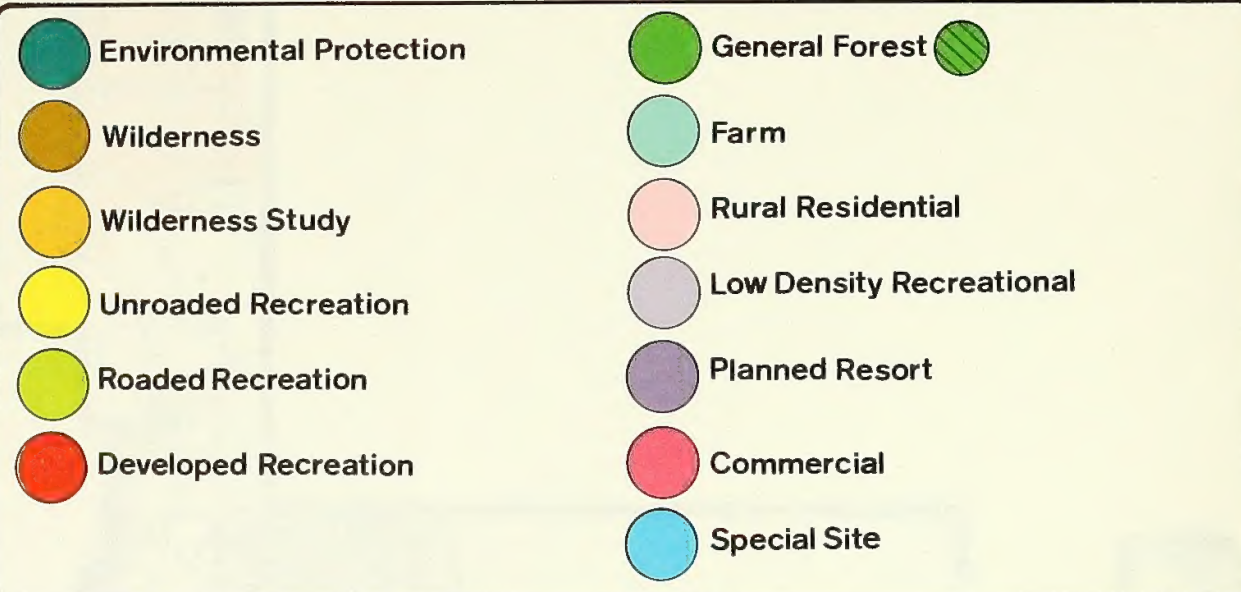 Environmental Protection
Wilderness
Wilderness Study
Unroaded Recreation
Roaded Recreation
Developed Recreation
General Forest
Farm
Rural Residential
Low Density Recreational
Planned Resort
Commercial
Special Site